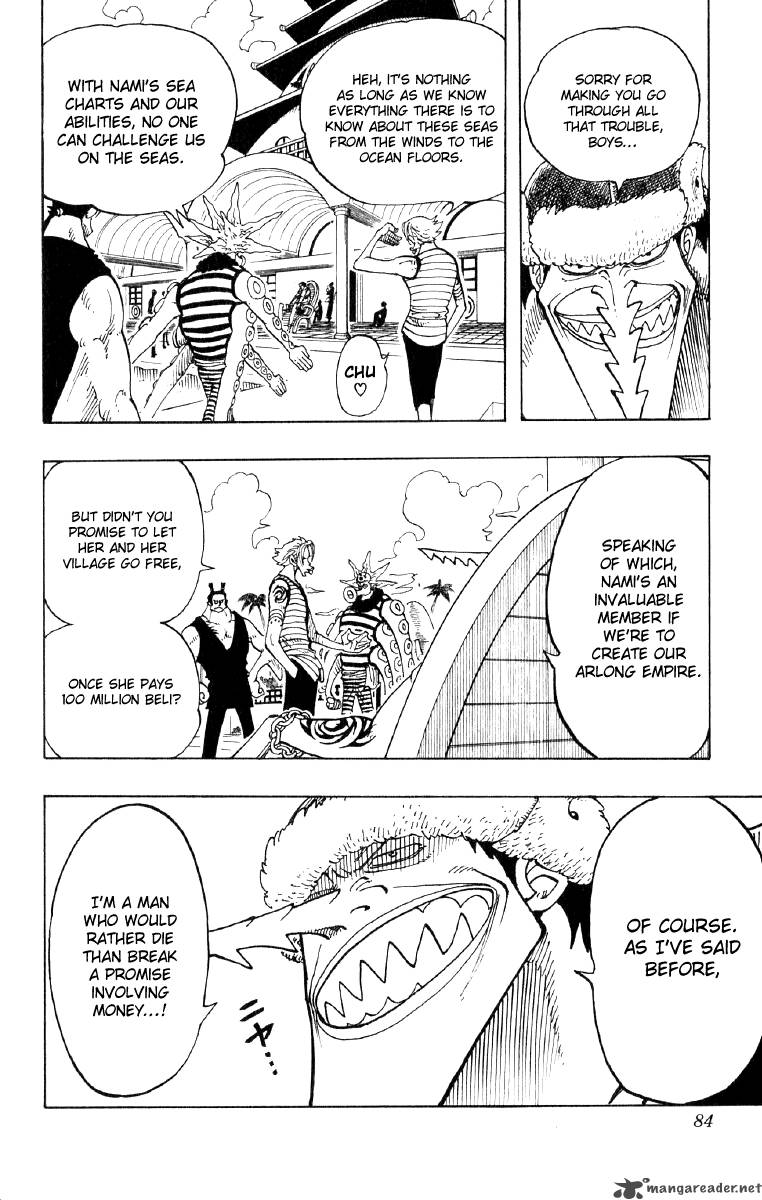 SORRY FOR
MAKING YOU GO
THROUGH ALL
THAT TROUBLE,
BOYS...
HEH, IT'S NOTHING
AS LONG AS WE KNOW
EVERYTHING THERE IS TO
KNOW ABOUT THESE SEAS
FROM THE WINDS TO THE
OCEAN FLOORS.
CHU
♡
WITH NAMI'S SEA
CHARTS AND OUR
ABILITIES, NO ONE
CAN CHALLENGE US
ON THE SEAS.
SPEAKING
OF WHICH,
NAMI'S AN
INVALUABLE
MEMBER IF
WE'RE TO
CREATE OUR
ARLONG EMPIRE.
BUT DIDN'T YOU
PROMISE TO LET
HER AND HER
VILLAGE GO FREE,
ONCE SHE PAYS
100 MILLION BELI?
OF COURSE.
AS I'VE SAID
BEFORE,
I'M A MAN
WHO WOULD
RATHER DIE
THAN BREAK
A PROMISE
INVOLVING
MONEY...!
ニヤ…
84
mangareader.net